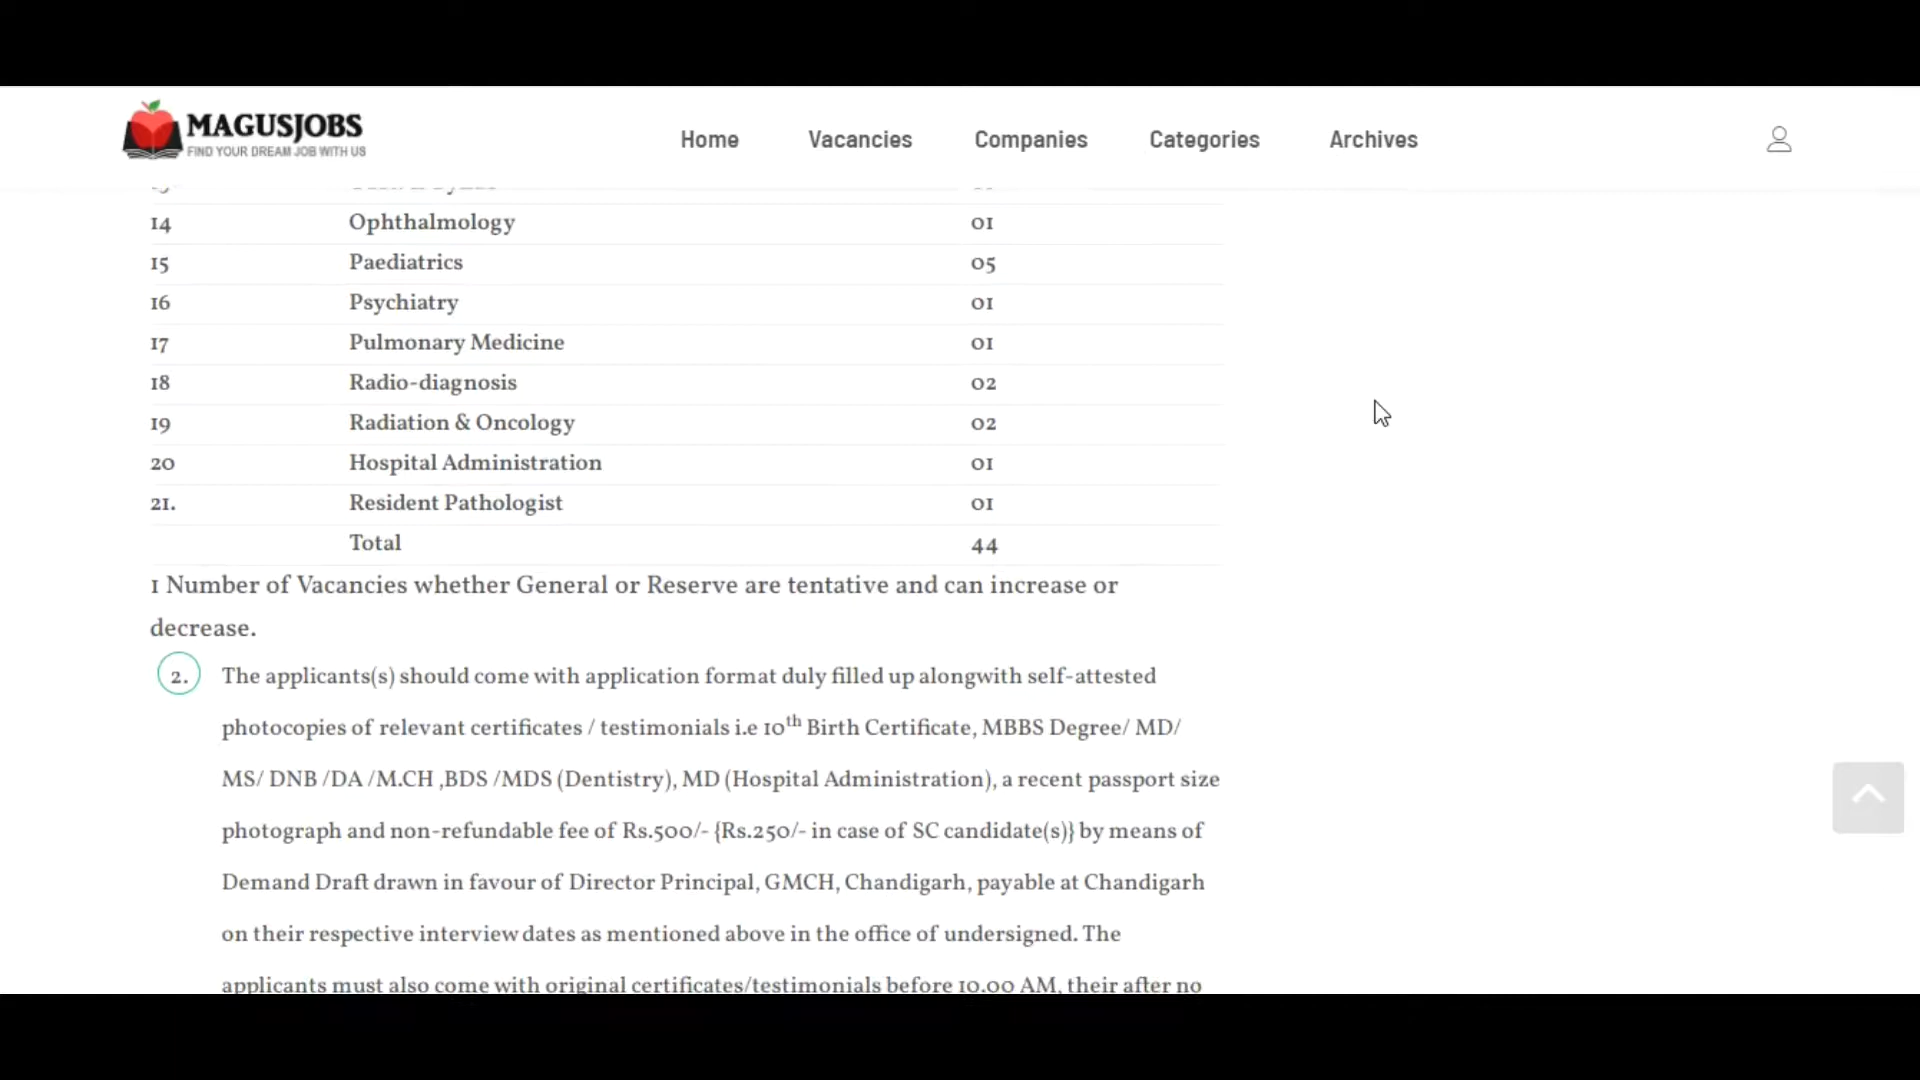 MAGUSJOBS
FIND YOUR DREAM JOB WITH US
Home Vacancies Companies Categories Archives
14 Ophthalmology 01
15 Paediatrics 05
16 Psychiatry 01
17 Pulmonary Medicine 01
18 Radio-diagnosis 02
19 Radiation & Oncology 02
20 Hospital Administration 01
21. Resident Pathologist 01
Total 44
1 Number of Vacancies whether General or Reserve are tentative and can increase or
decrease.
2. The applicants(s) should come with application format duly filled up alongwith self-attested
photocopies of relevant certificates / testimonials i.e 10th Birth Certificate, MBBS Degree/ MD/
MS/ DNB /DA /M.CH ,BDS /MDS (Dentistry), MD (Hospital Administration), a recent passport size
photograph and non-refundable fee of Rs.500/- {Rs.250/- in case of SC candidate(s)} by means of
Demand Draft drawn in favour of Director Principal, GMCH, Chandigarh, payable at Chandigarh
on their respective interview dates as mentioned above in the office of undersigned. The
applicants must also come with original certificates/testimonials before 10.00 AM, their after no